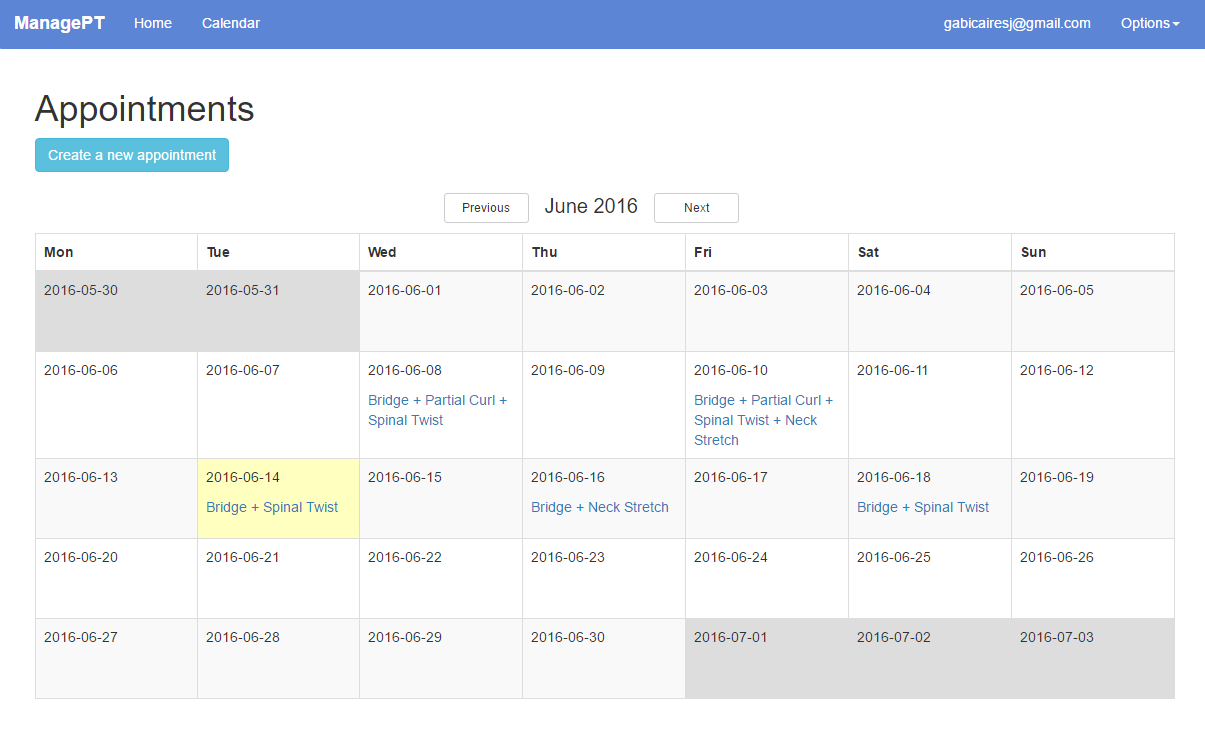 ManagePT Home Calendar gabicairesj@gmail.com Options
Appointments
Create a new appointment
Previous June 2016 Next
Mon Tue Wed Thu Fri Sat Sun
2016-05-30 2016-05-31 2016-06-01 2016-06-02 2016-06-03 2016-06-04 2016-06-05
2016-06-06 2016-06-07 2016-06-08 2016-06-09 2016-06-10 2016-06-11 2016-06-12
Bridge + Partial Curl + Bridge + Partial Curl +
Spinal Twist Spinal Twist + Neck
Stretch
2016-06-13 2016-06-14 2016-06-15 2016-06-16 2016-06-17 2016-06-18 2016-06-19
Bridge + Spinal Twist Bridge + Neck Stretch Bridge + Spinal Twist
2016-06-20 2016-06-21 2016-06-22 2016-06-23 2016-06-24 2016-06-25 2016-06-26
2016-06-27 2016-06-28 2016-06-29 2016-06-30 2016-07-01 2016-07-02 2016-07-03